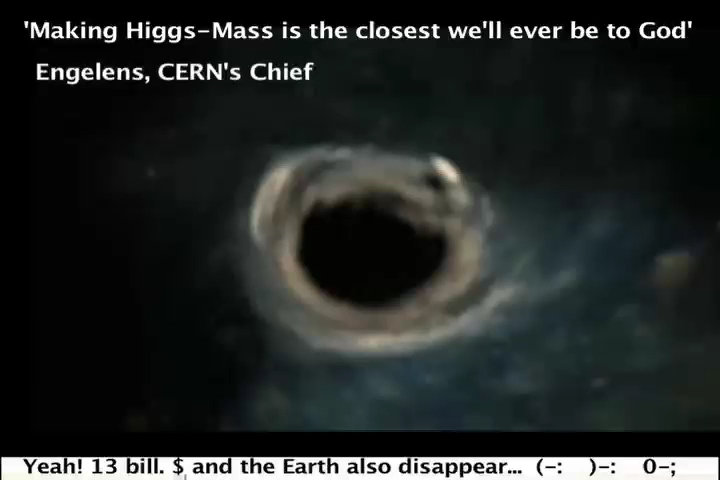 'Making Higgs-Mass is the closest we'll ever be to God'
Engelens, CERN's Chief
Yeah! 13 bill. $ and the Earth also disappear... (-: )-: 0-;